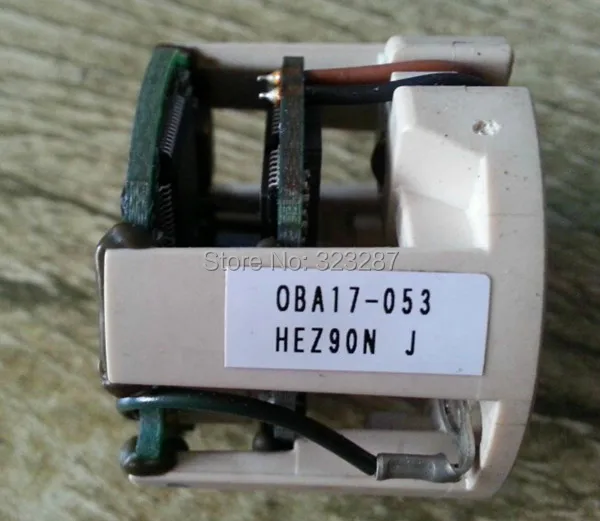 Store No: 323287
OBA17-053
HEZ90N J